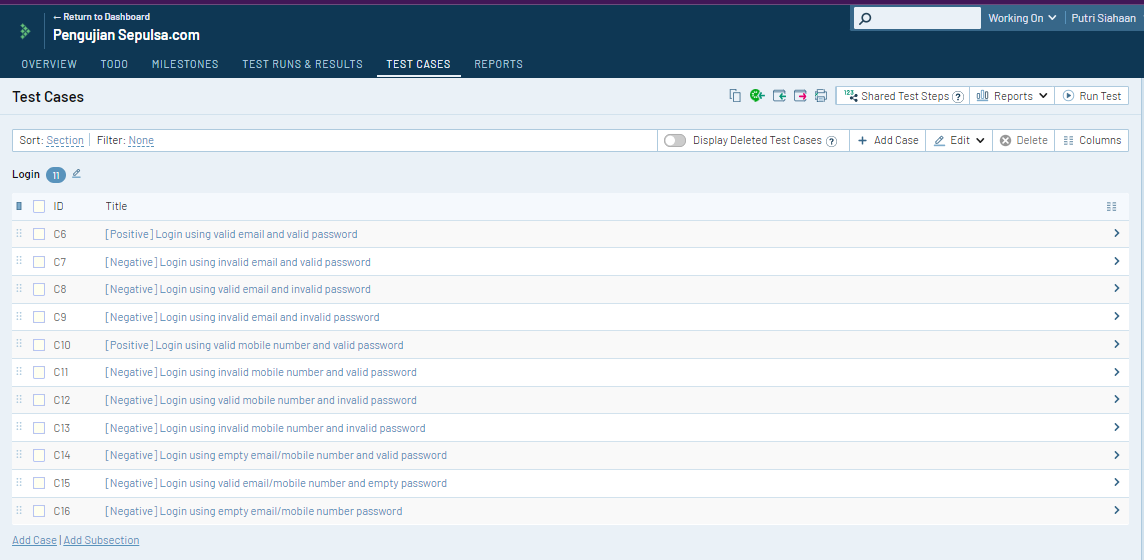 ← Return to Dashboard
Pengujian Sepulsa.com
Working On
Putri Siahaan
OVERVIEW TODO MILESTONES TEST RUNS & RESULTS TEST CASES REPORTS
Test Cases
123 Shared Test Steps ? Reports Run Test
Sort: Section Filter: None Display Deleted Test Cases ? + Add Case Edit Delete Columns
Login 11
ID Title
C6 [Positive] Login using valid email and valid password
C7 [Negative] Login using invalid email and valid password
C8 [Negative] Login using valid email and invalid password
C9 [Negative] Login using invalid email and invalid password
C10 [Positive] Login using valid mobile number and valid password
C11 [Negative] Login using invalid mobile number and valid password
C12 [Negative] Login using valid mobile number and invalid password
C13 [Negative] Login using invalid mobile number and invalid password
C14 [Negative] Login using empty email/mobile number and valid password
C15 [Negative] Login using valid email/mobile number and empty password
C16 [Negative] Login using empty email/mobile number password
Add Case | Add Subsection